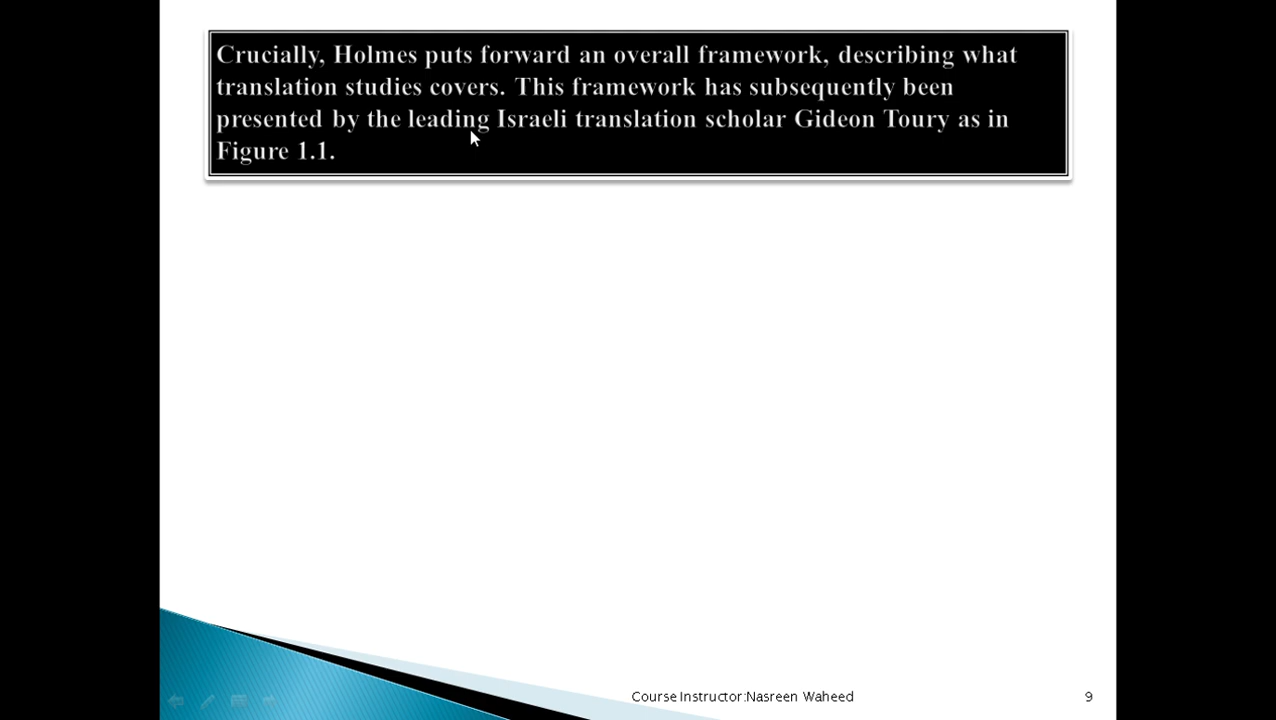 Crucially, Holmes puts forward an overall framework, describing what
translation studies covers. This framework has subsequently been
presented by the leading Israeli translation scholar Gideon Toury as in
Figure 1.1.
Course Instructor:Nasreen Waheed
9